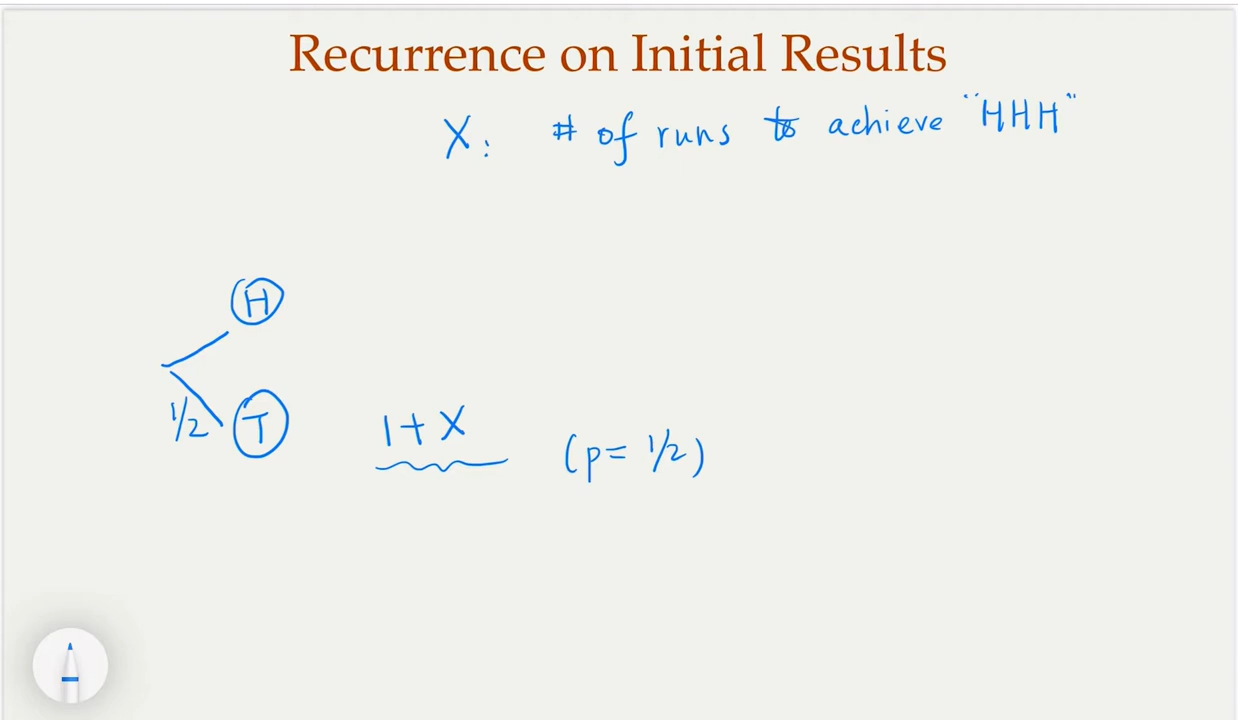 Recurrence on Initial Results
X: # of runs to achieve "HHH"
H
1/2 T 1+X (p= 1/2)